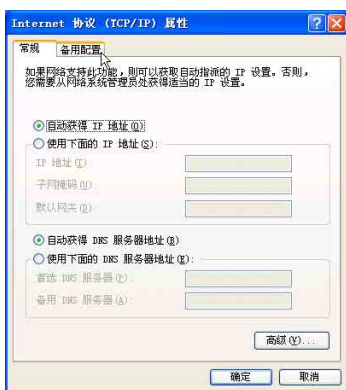 Internet 协议 (TCP/IP) 属性
常规 备用配置
如果网络支持此功能，则可以获取自动指派的 IP 设置。否则，
您需要从网络系统管理员处获得适当的 IP 设置。
自动获得 IP 地址(O)
使用下面的 IP 地址(S):
IP 地址(I):
子网掩码(U):
默认网关(D):
自动获得 DNS 服务器地址(B)
使用下面的 DNS 服务器地址(E):
首选 DNS 服务器(P):
备用 DNS 服务器(A):
高级(V)...
确定 取消